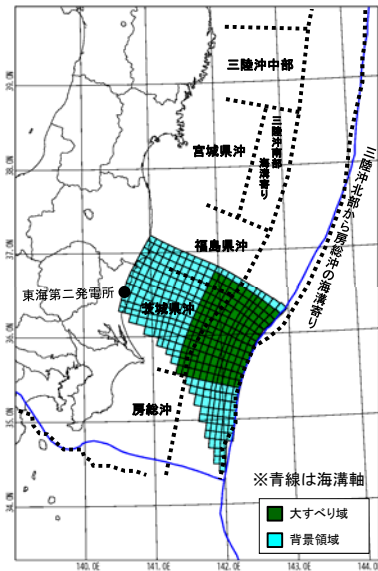 三陸沖中部
39.0N
宮城県沖
三陸沖南部
海溝寄り
38.0N
三陸沖北部から房総沖の海溝寄り
福島県沖
37.0N
東海第二発電所
茨城県沖
36.0N
房総沖
35.0N
※青線は海溝軸
大すべり域
背景領域
34.0N
140.0E
141.0E
142.0E
143.0E
144.0